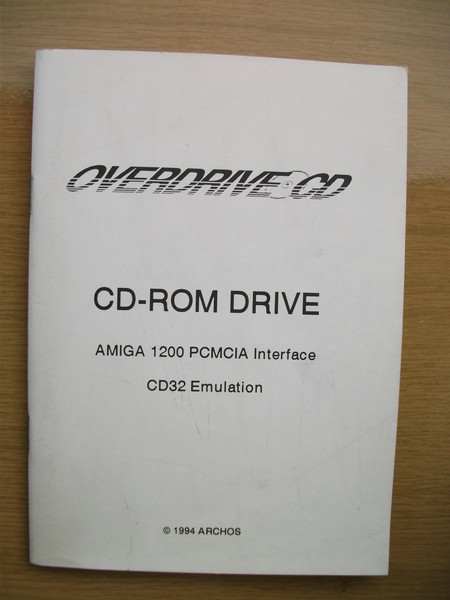 OVERDRIVE CD
CD-ROM DRIVE
AMIGA 1200 PCMCIA Interface
CD32 Emulation
© 1994 ARCHOS